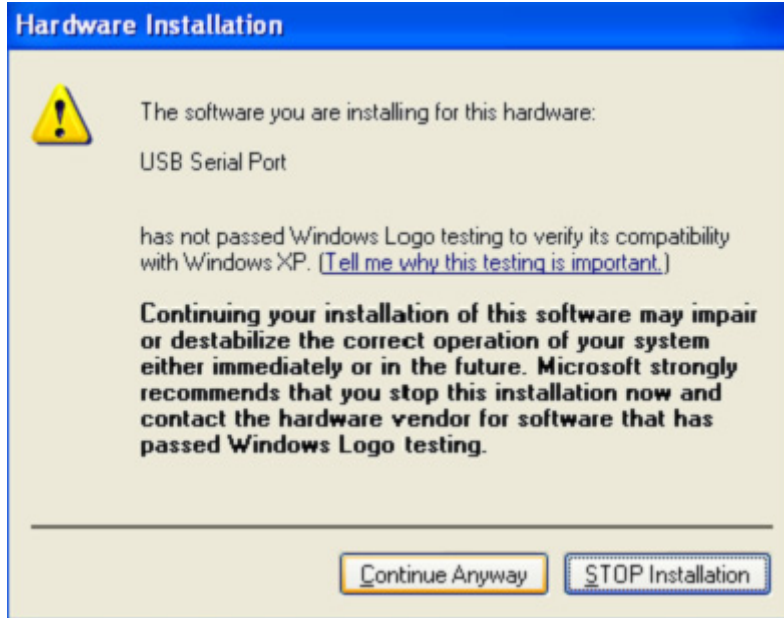 Hardware Installation
The software you are installing for this hardware:
USB Serial Port
has not passed Windows Logo testing to verify its compatibility
with Windows XP. (Tell me why this testing is important.)
Continuing your installation of this software may impair
or destabilize the correct operation of your system
either immediately or in the future. Microsoft strongly
recommends that you stop this installation now and
contact the hardware vendor for software that has
passed Windows Logo testing.
Continue Anyway STOP Installation